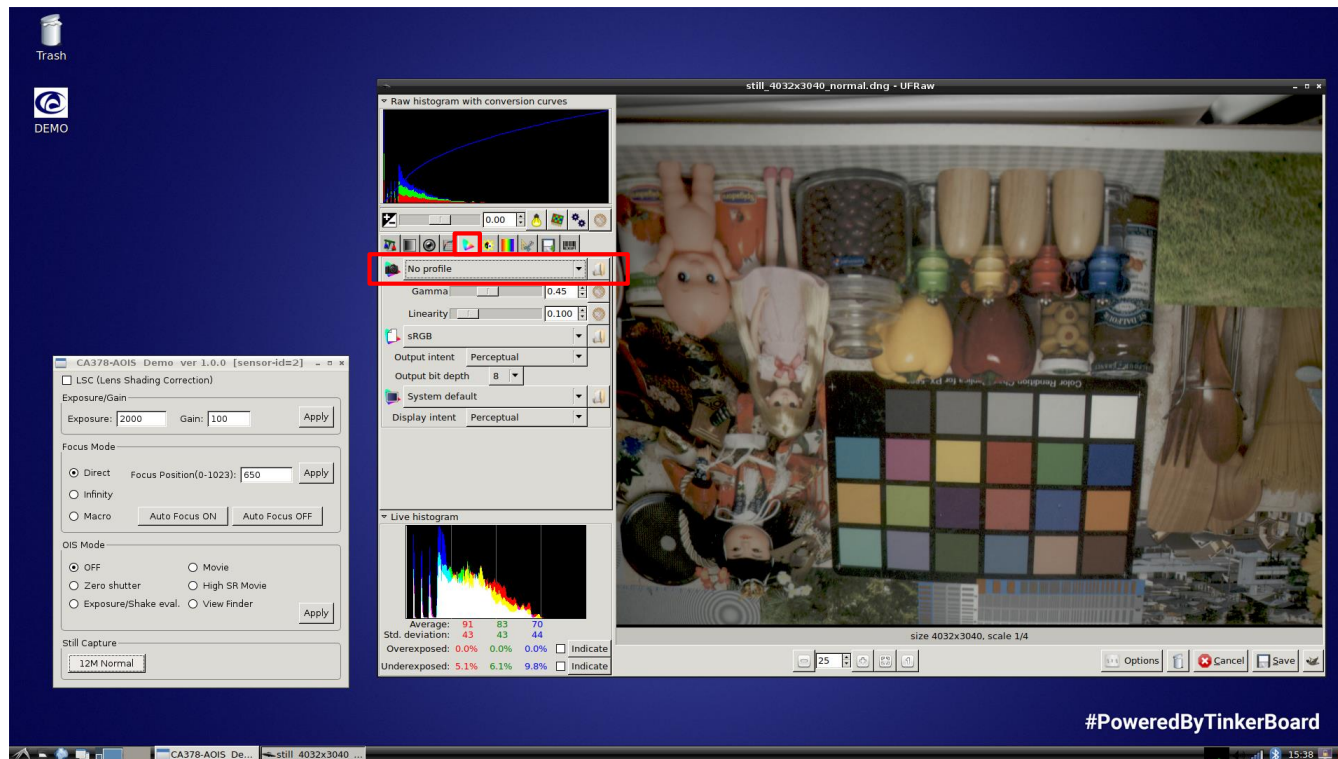 Trash
DEMO
still_4032x3040_normal.dng - UFRaw
Raw histogram with conversion curves
0.00
No profile
Gamma 0.45
Linearity 0.100
sRGB
Output intent Perceptual
Output bit depth 8
System default
Display intent Perceptual
Live histogram
Average: 91 83 70
Std. deviation: 43 43 44
Overexposed: 0.0% 0.0% 0.0% Indicate
Underexposed: 5.1% 6.1% 9.8% Indicate
size 4032x3040, scale 1/4
25 Options Cancel Save
CA378-AOIS Demo ver 1.0.0 [sensor-id=2]
LSC (Lens Shading Correction)
Exposure/Gain
Exposure: 2000 Gain: 100 Apply
Focus Mode
Direct Focus Position(0-1023): 650 Apply
Infinity
Macro Auto Focus ON Auto Focus OFF
OIS Mode
OFF Movie
Zero shutter High SR Movie
Exposure/Shake eval. View Finder Apply
Still Capture
12M Normal
#PoweredByTinkerBoard
CA378-AOIS De... still 4032x3040 ... 15:38